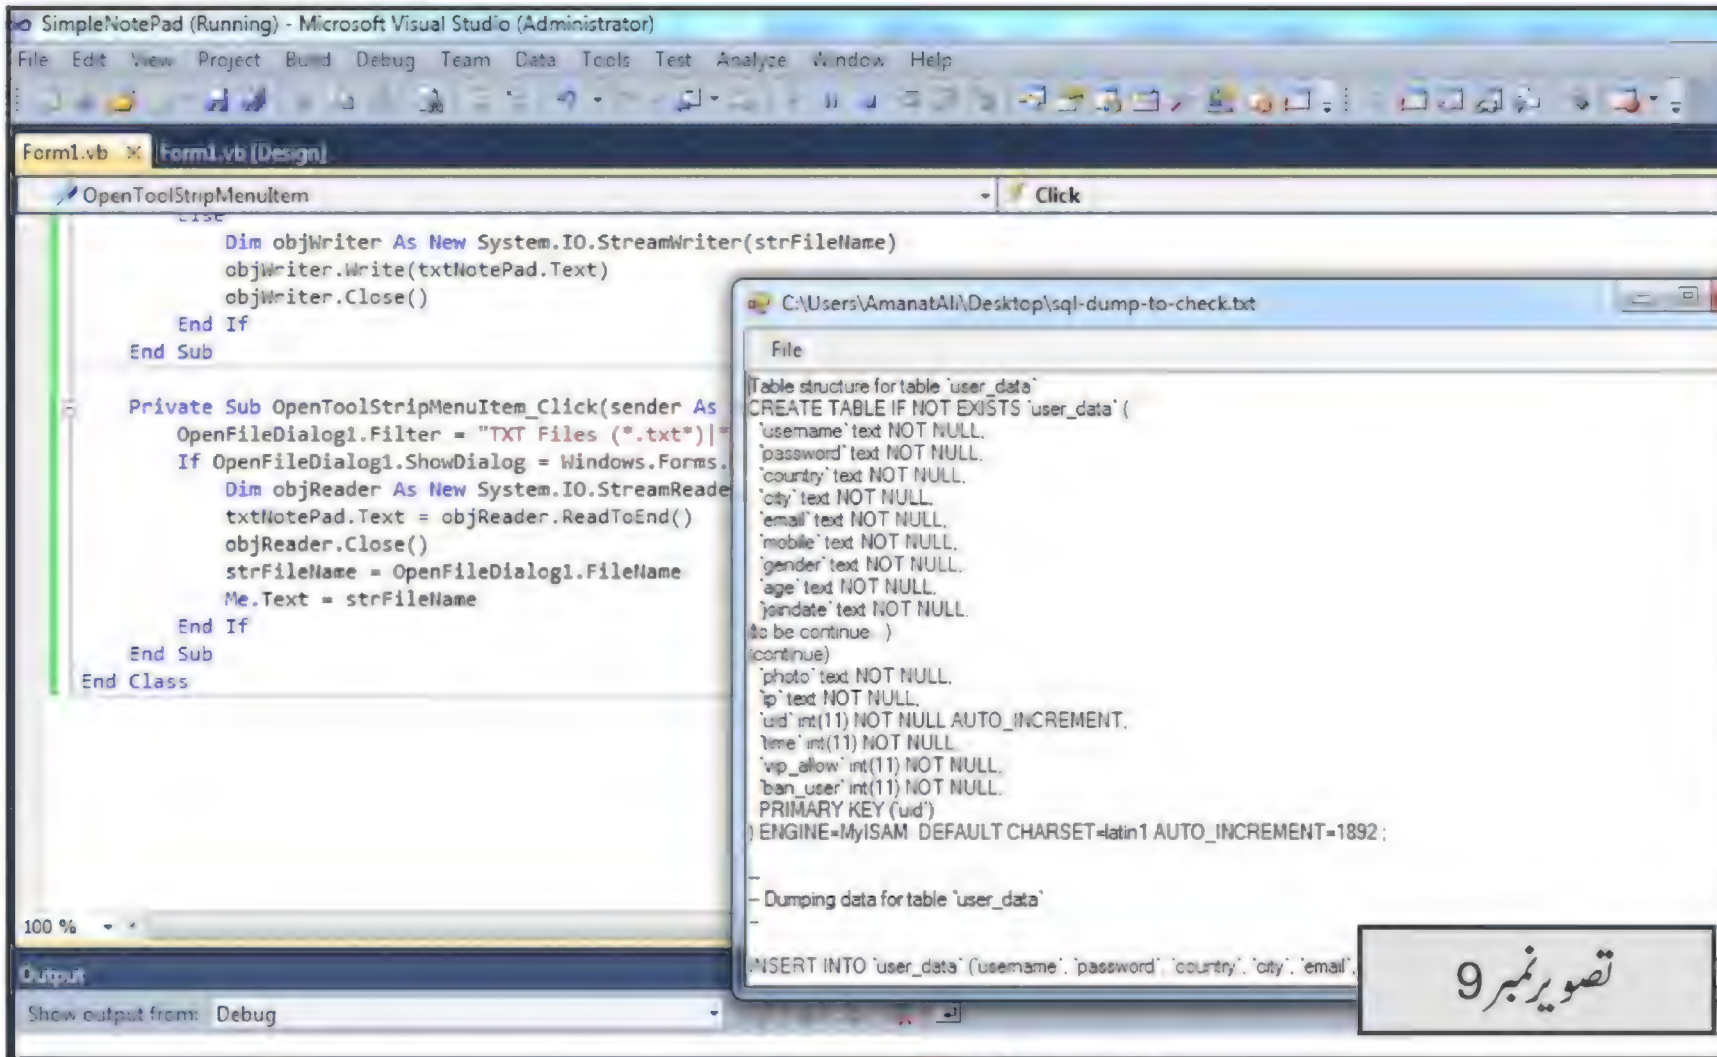 SimpleNotePad (Running) - Microsoft Visual Studio (Administrator)
File Edit View Project Build Debug Team Data Tools Test Analyze Window Help
Form1.vb × Form1.vb [Design]
OpenToolStripMenuItem
Click
Else
Dim objWriter As New System.IO.StreamWriter(strFileName)
objWriter.Write(txtNotePad.Text)
objWriter.Close()
End If
End Sub
Private Sub OpenToolStripMenuItem_Click(sender As
OpenFileDialog1.Filter = "TXT Files (*.txt*)|*
If OpenFileDialog1.ShowDialog = Windows.Forms.
Dim objReader As New System.IO.StreamReade
txtNotePad.Text = objReader.ReadToEnd()
objReader.Close()
strFileName = OpenFileDialog1.FileName
Me.Text = strFileName
End If
End Sub
End Class
100 %
Output
Show output from: Debug
C:\Users\AmanatAli\Desktop\sql-dump-to-check.txt
File
Table structure for table `user_data`
CREATE TABLE IF NOT EXISTS `user_data` (
`username` text NOT NULL,
`password` text NOT NULL,
`country` text NOT NULL,
`city` text NOT NULL,
`email` text NOT NULL,
`mobile` text NOT NULL,
`gender` text NOT NULL,
`age` text NOT NULL,
`joindate` text NOT NULL,
to be continue )
continue)
`photo` text NOT NULL,
`ip` text NOT NULL,
`uid` int(11) NOT NULL AUTO_INCREMENT,
`time` int(11) NOT NULL
`vip_allow` int(11) NOT NULL,
`ban_user` int(11) NOT NULL,
PRIMARY KEY (`uid`)
) ENGINE=MyISAM DEFAULT CHARSET=latin1 AUTO_INCREMENT=1892 ;
--
-- Dumping data for table `user_data`
--
INSERT INTO `user_data` (`username`, `password`, `country`, `city`, `email`,
تصویر نمبر 9